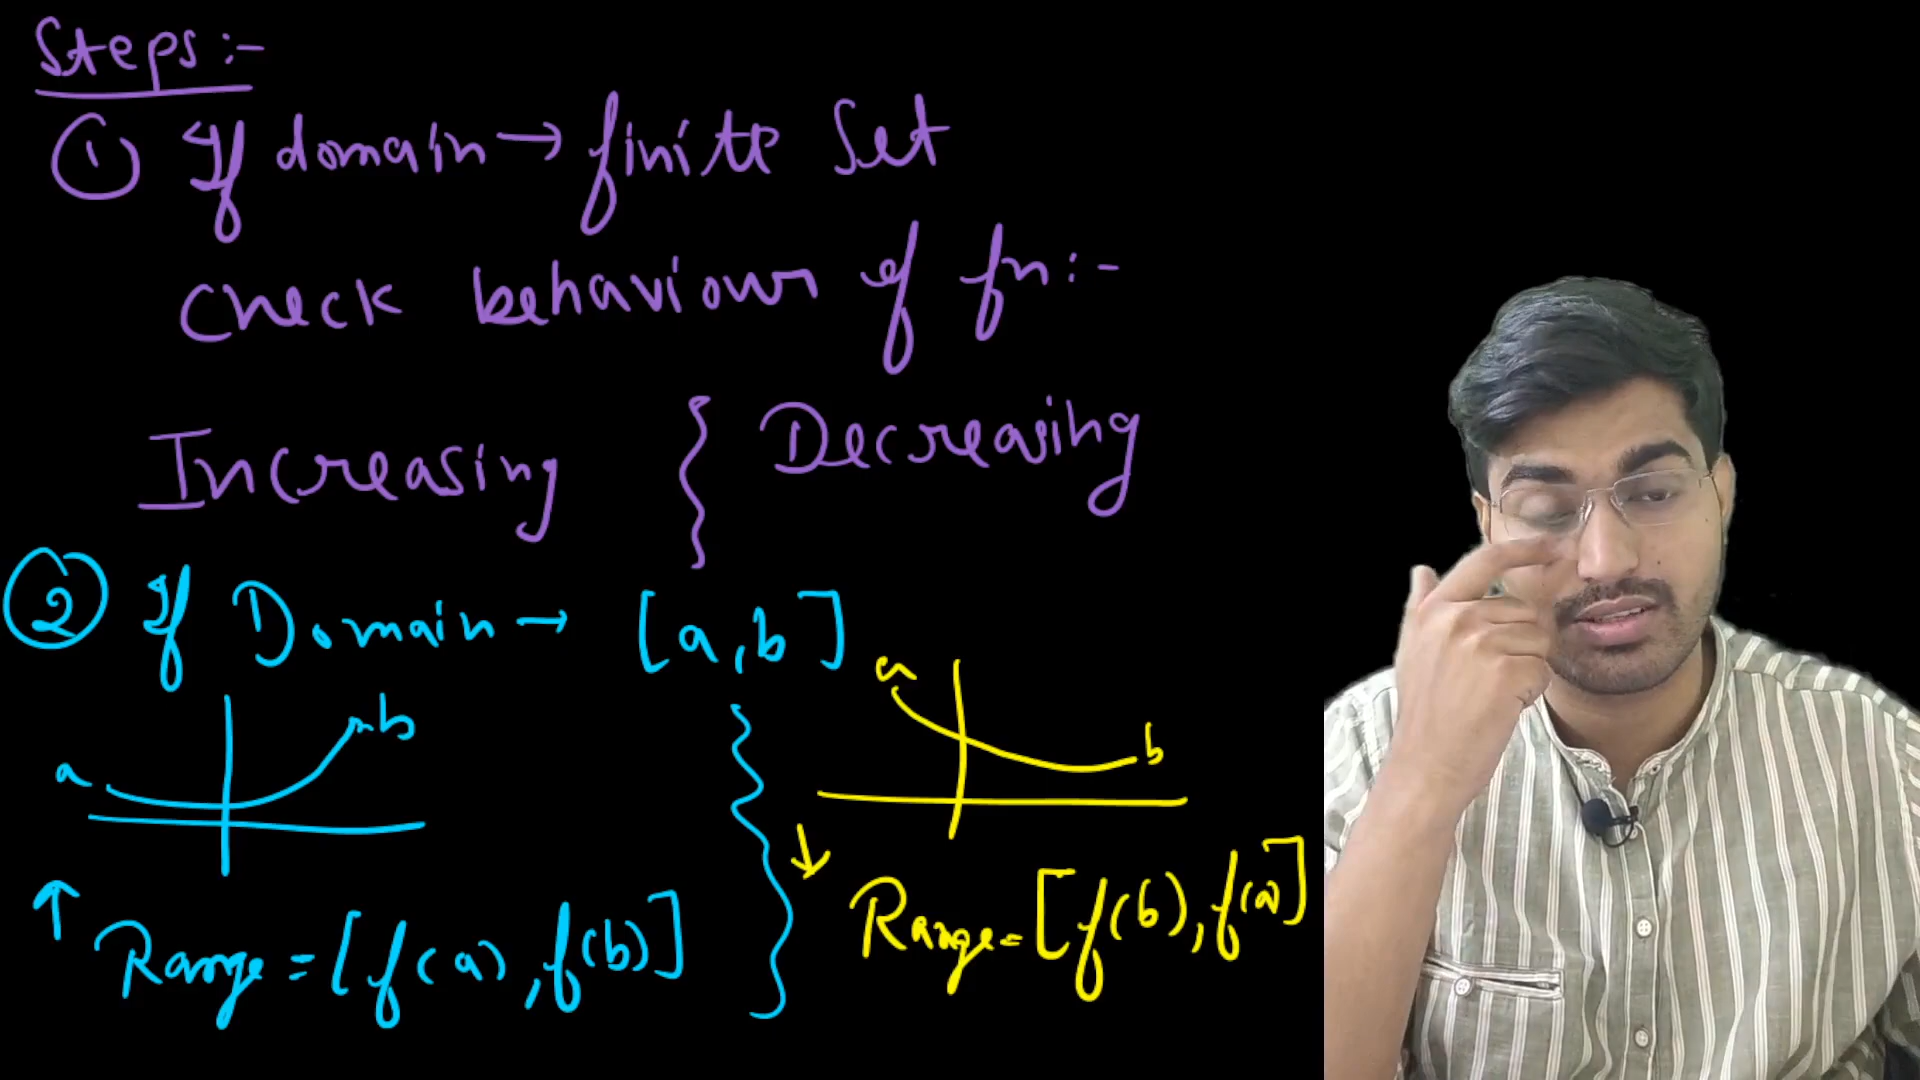 Steps :-
① If domain → finite Set
Check behaviour of fn :-
Increasing } Decreasing
② If Domain → [a,b]
a b
a b
↑ Range = [f(a), f(b)]
↓ Range = [f(b), f(a)]